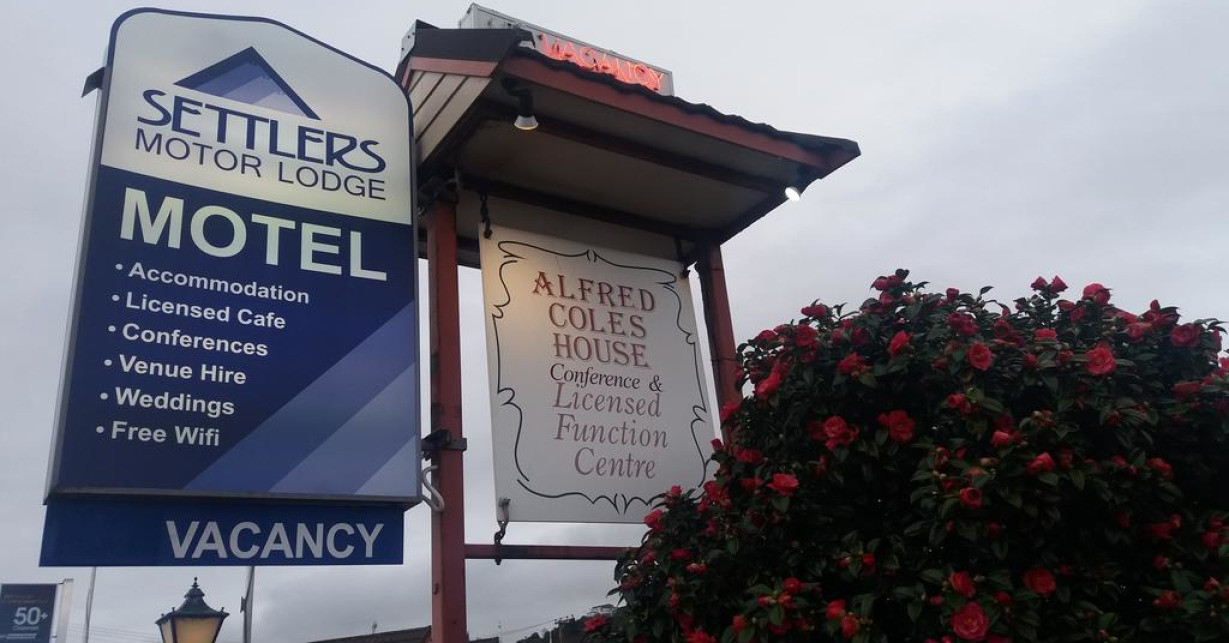 SETTLERS
MOTOR LODGE
MOTEL
• Accommodation
• Licensed Cafe
• Conferences
• Venue Hire
• Weddings
• Free Wifi
VACANCY
VACANCY
ALFRED
COLES
HOUSE
Conference &
Licensed
Function
Centre
50+